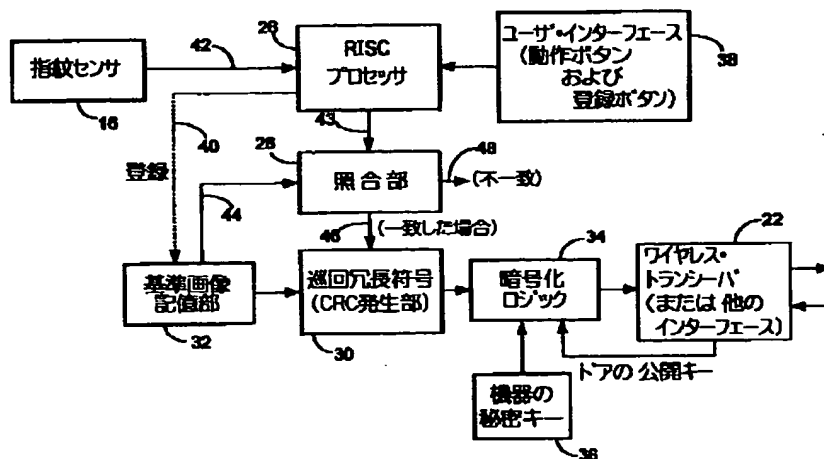 指紋センサ
16
42
26
RISC
プロセッサ
ユーザ・インターフェース
(動作ボタン
および
登録ボタン)
38
40
登録
43
28
照合部
48
(不一致)
44
46
(一致した場合)
基準画像
記値部
32
巡回冗長符号
(CRC発生部)
30
34
暗号化
ロジック
22
ワイヤレス・
トランシーバ
(または他の
インターフェース)
ドアの公開キー
機器の
秘密キー
36